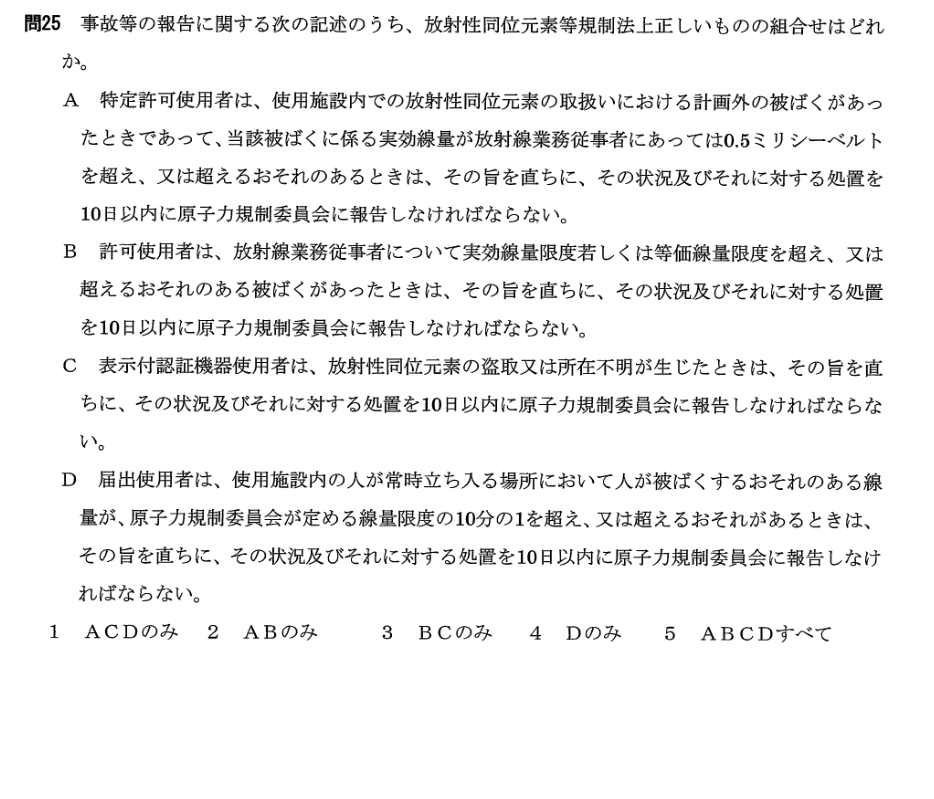 問25 事故等の報告に関する次の記述のうち、放射性同位元素等規制法上正しいものの組合せはどれ
か。
A 特定許可使用者は、使用施設内での放射性同位元素の取扱いにおける計画外の被ばくがあっ
たときであって、当該被ばくに係る実効線量が放射線業務従事者にあっては0.5ミリシーベルト
を超え、又は超えるおそれのあるときは、その旨を直ちに、その状況及びそれに対する処置を
10日以内に原子力規制委員会に報告しなければならない。
B 許可使用者は、放射線業務従事者について実効線量限度若しくは等価線量限度を超え、又は
超えるおそれのある被ばくがあったときは、その旨を直ちに、その状況及びそれに対する処置
を10日以内に原子力規制委員会に報告しなければならない。
C 表示付認証機器使用者は、放射性同位元素の盗取又は所在不明が生じたときは、その旨を直
ちに、その状況及びそれに対する処置を10日以内に原子力規制委員会に報告しなければならな
い。
D 届出使用者は、使用施設内の人が常時立ち入る場所において人が被ばくするおそれのある線
量が、原子力規制委員会が定める線量限度の10分の1を超え、又は超えるおそれがあるときは、
その旨を直ちに、その状況及びそれに対する処置を10日以内に原子力規制委員会に報告しなけ
ればならない。
1 ACDのみ 2 ABのみ 3 BCのみ 4 Dのみ 5 ABCDすべて